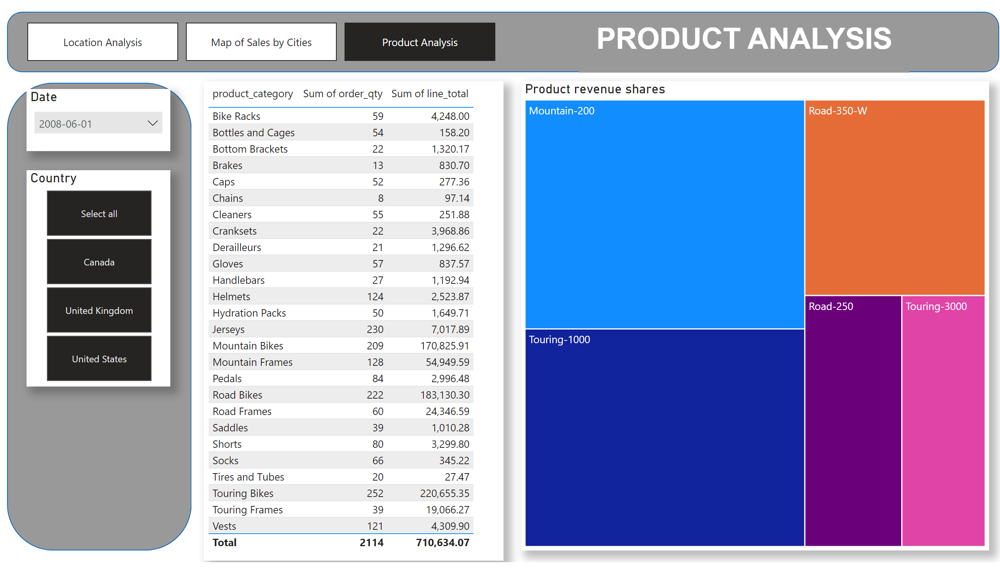 Location Analysis
Map of Sales by Cities
Product Analysis
PRODUCT ANALYSIS
Date
2008-06-01
Country
Select all
Canada
United Kingdom
United States
product_category Sum of order_qty Sum of line_total
Bike Racks 59 4,248.00
Bottles and Cages 54 158.20
Bottom Brackets 22 1,320.17
Brakes 13 830.70
Caps 52 277.36
Chains 8 97.14
Cleaners 55 251.88
Cranksets 22 3,968.86
Derailleurs 21 1,296.62
Gloves 57 837.57
Handlebars 27 1,192.94
Helmets 124 2,523.87
Hydration Packs 50 1,649.71
Jerseys 230 7,017.89
Mountain Bikes 209 170,825.91
Mountain Frames 128 54,949.59
Pedals 84 2,996.48
Road Bikes 222 183,130.30
Road Frames 60 24,346.59
Saddles 39 1,010.28
Shorts 80 3,299.80
Socks 66 345.22
Tires and Tubes 20 27.47
Touring Bikes 252 220,655.35
Touring Frames 39 19,066.27
Vests 121 4,309.90
Total 2114 710,634.07
Product revenue shares
Mountain-200
Road-350-W
Touring-1000
Road-250
Touring-3000